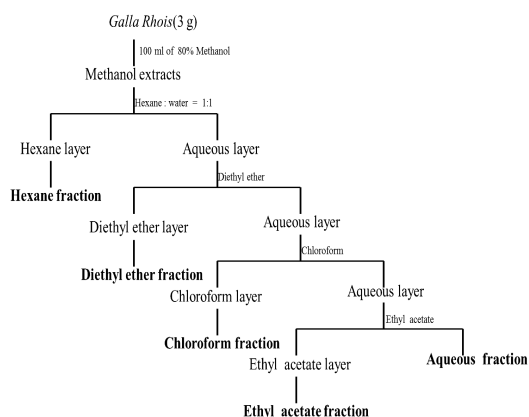 Galla Rhois(3 g)
100 ml of 80% Methanol
Methanol extracts
Hexane : water = 1:1
Hexane layer
Aqueous layer
Hexane fraction
Diethyl ether
Diethyl ether layer
Aqueous layer
Diethyl ether fraction
Chloroform
Chloroform layer
Aqueous layer
Chloroform fraction
Ethyl acetate
Ethyl acetate layer
Aqueous fraction
Ethyl acetate fraction